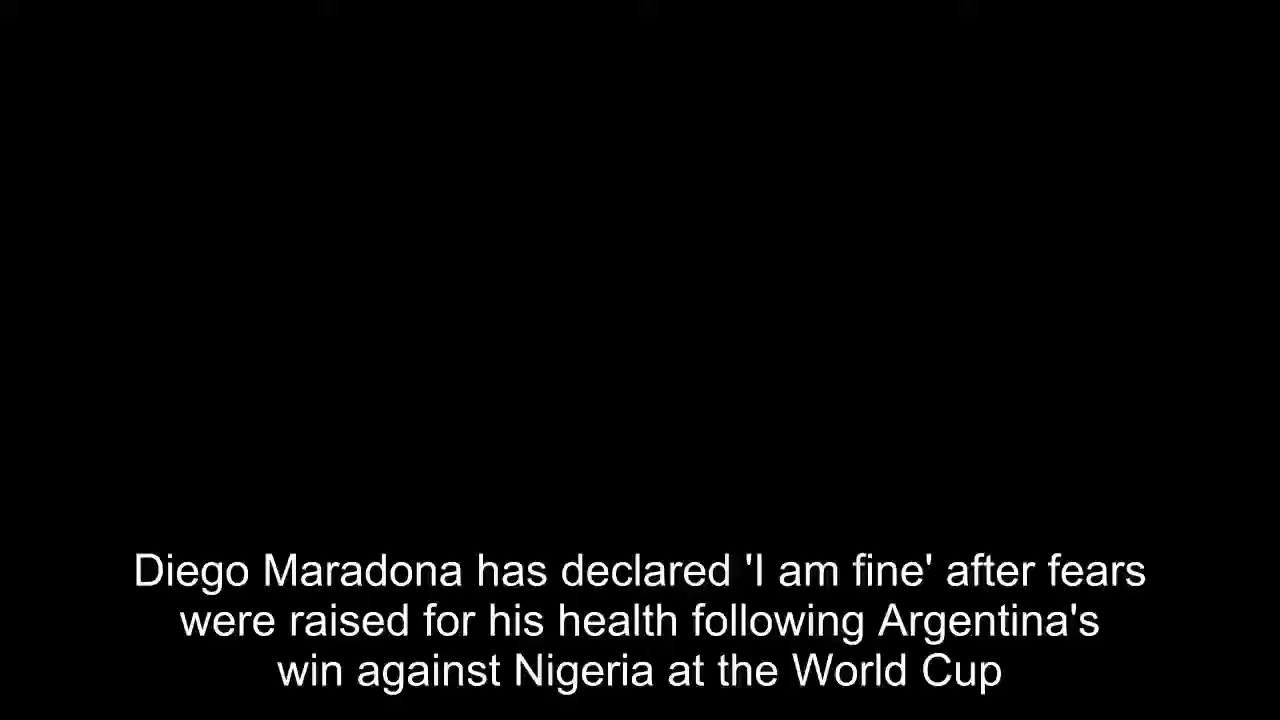 Diego Maradona has declared 'I am fine' after fears
were raised for his health following Argentina's
win against Nigeria at the World Cup